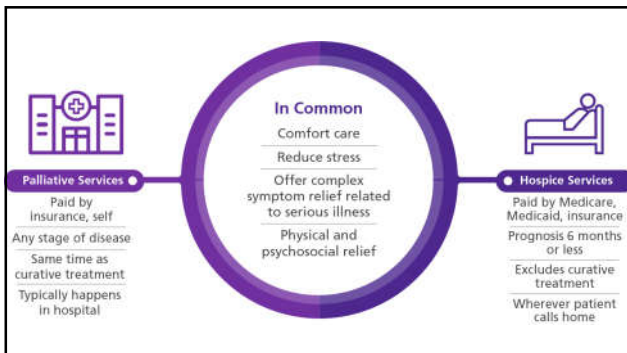 Palliative Services
Paid by
insurance, self
Any stage of disease
Same time as
curative treatment
Typically happens
in hospital
In Common
Comfort care
Reduce stress
Offer complex
symptom relief related
to serious illness
Physical and
psychosocial relief
Hospice Services
Paid by Medicare,
Medicaid, insurance
Prognosis 6 months
or less
Excludes curative
treatment
Wherever patient
calls home